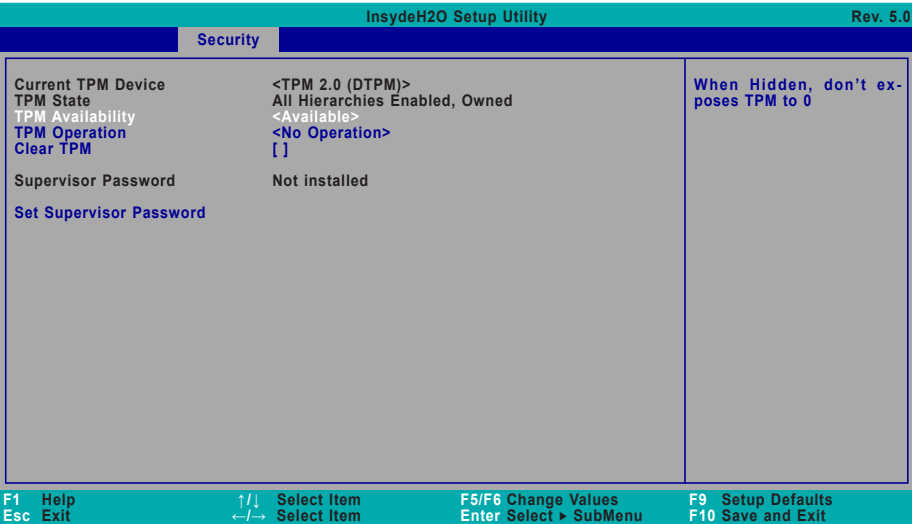 InsydeH2O Setup Utility Rev. 5.0
Security
Current TPM Device <TPM 2.0 (DTPM)>
TPM State All Hierarchies Enabled, Owned
TPM Availability <Available>
TPM Operation <No Operation>
Clear TPM [ ]
Supervisor Password Not installed
Set Supervisor Password
When Hidden, don't ex-
poses TPM to 0
F1 Help ↑/↓ Select Item F5/F6 Change Values F9 Setup Defaults
Esc Exit ←/→ Select Item Enter Select ▸ SubMenu F10 Save and Exit